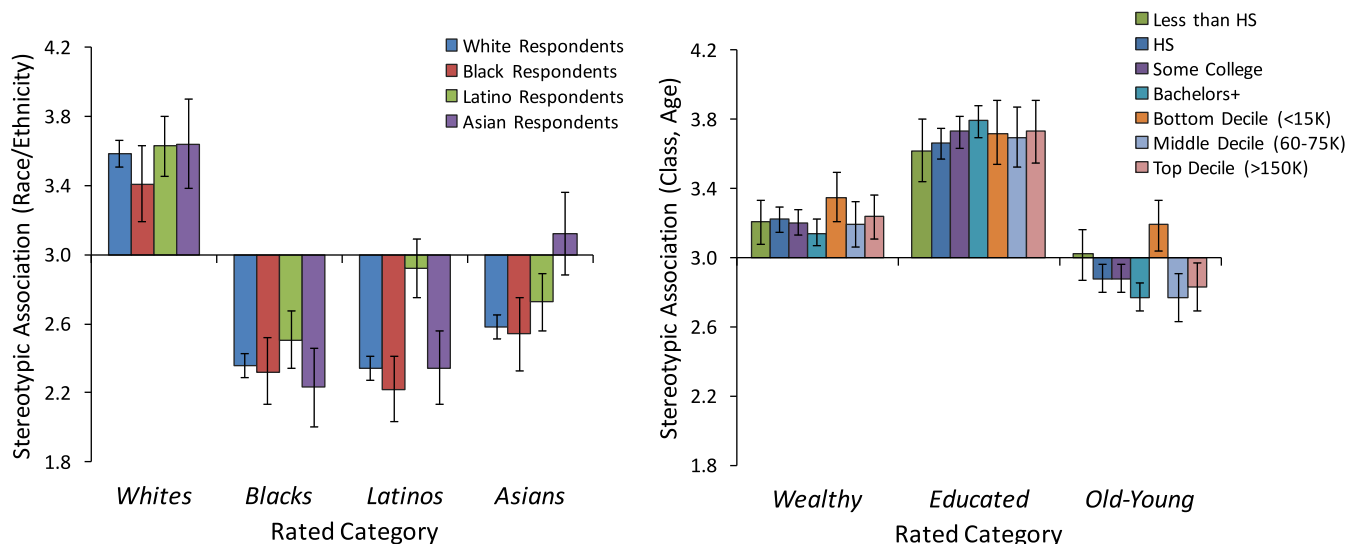 Stereotypic Association (Race/Ethnicity)
4.2
3.8
3.4
3.0
2.6
2.2
1.8
White Respondents
Black Respondents
Latino Respondents
Asian Respondents
Whites Blacks Latinos Asians
Rated Category
Stereotypic Association (Class, Age)
4.2
3.8
3.4
3.0
2.6
2.2
1.8
Less than HS
HS
Some College
Bachelors+
Bottom Decile (<15K)
Middle Decile (60-75K)
Top Decile (>150K)
Wealthy Educated Old-Young
Rated Category